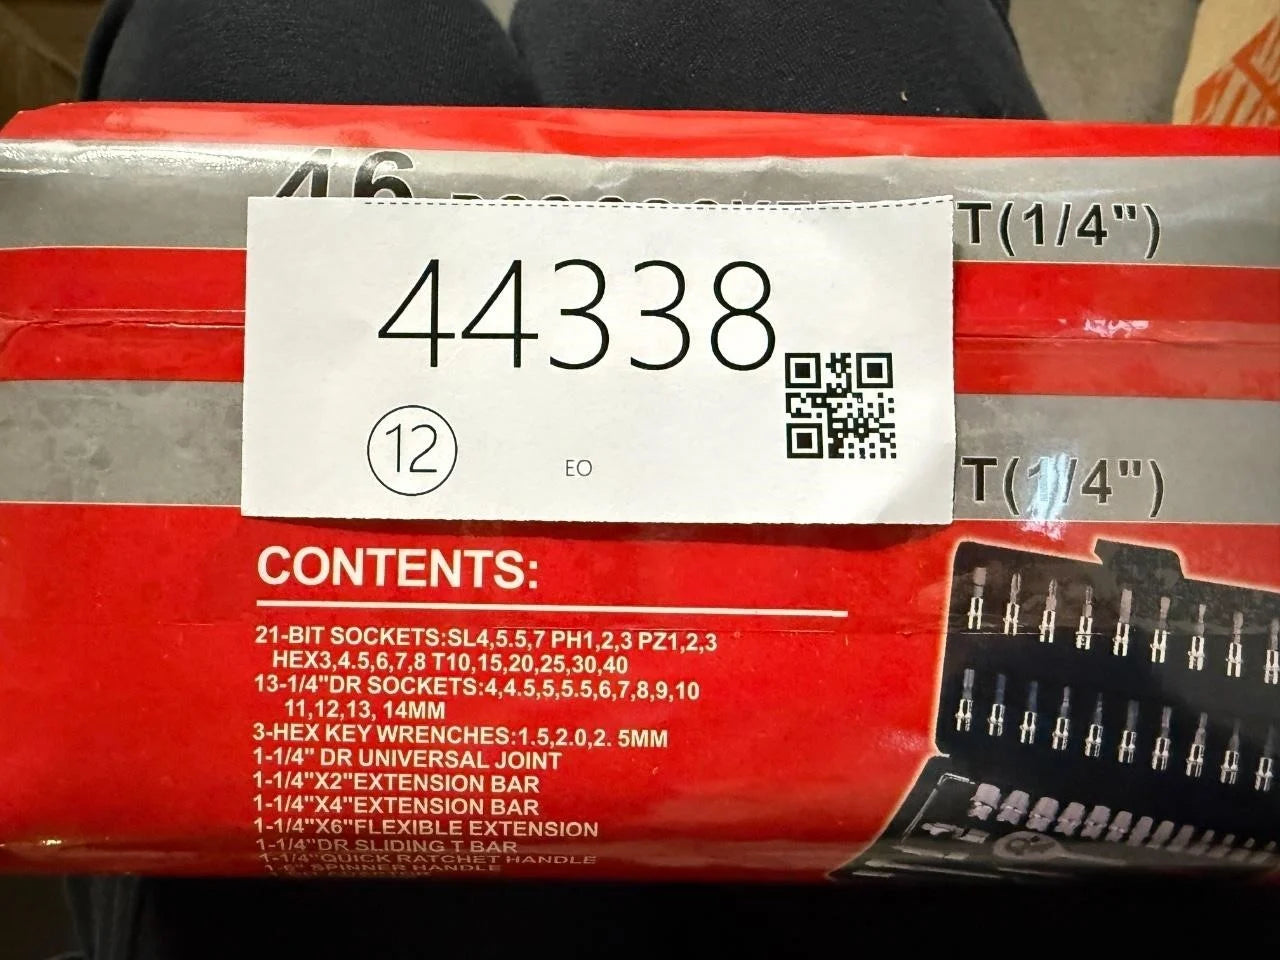 46
T(1/4")
44338
12
EO
T(1/4")
CONTENTS:
21-BIT SOCKETS:SL4,5.5,7 PH1,2,3 PZ1,2,3
HEX3,4.5,6,7,8 T10,15,20,25,30,40
13-1/4"DR SOCKETS:4,4.5,5,5.5,6,7,8,9,10
11,12,13, 14MM
3-HEX KEY WRENCHES:1.5,2.0,2. 5MM
1-1/4" DR UNIVERSAL JOINT
1-1/4"X2"EXTENSION BAR
1-1/4"X4"EXTENSION BAR
1-1/4"X6"FLEXIBLE EXTENSION
1-1/4"DR SLIDING T BAR
1-1/4"QUICK RATCHET HANDLE
1-6" SPINNER HANDLE